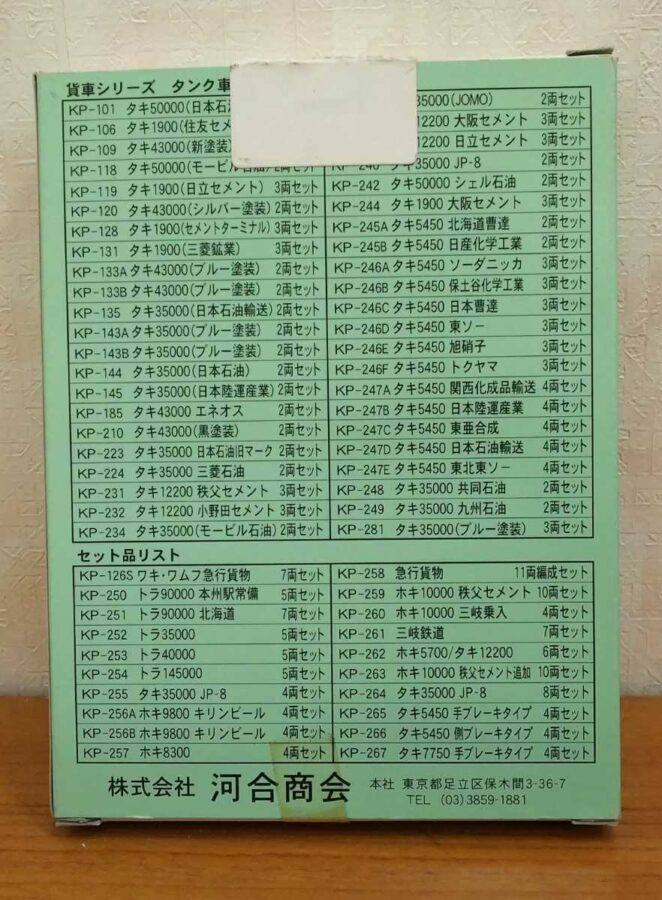 貨車シリーズ タンク車
KP-101 タキ50000(日本石
KP-106 タキ1900(住友セメ
KP-109 タキ43000(新塗装)
KP-118 タキ50000(モービル石油) 2両セット
KP-119 タキ1900(日立セメント) 3両セット
KP-120 タキ43000(シルバー塗装) 2両セット
KP-128 タキ1900(セメントターミナル) 3両セット
KP-131 タキ1900(三菱鉱業) 3両セット
KP-133A タキ43000(ブルー塗装) 2両セット
KP-133B タキ43000(ブルー塗装) 2両セット
KP-135 タキ35000(日本石油輸送) 2両セット
KP-143A タキ35000(ブルー塗装) 2両セット
KP-143B タキ35000(ブルー塗装) 2両セット
KP-144 タキ35000(日本石油) 2両セット
KP-145 タキ35000(日本陸運産業) 2両セット
KP-185 タキ43000 エネオス 2両セット
KP-210 タキ43000(黒塗装) 2両セット
KP-223 タキ35000 日本石油旧マーク 2両セット
KP-224 タキ35000 三菱石油 2両セット
KP-231 タキ12200 秩父セメント 3両セット
KP-232 タキ12200 小野田セメント 3両セット
KP-234 タキ35000(モービル石油) 2両セット
35000(JOMO) 2両セット
12200 大阪セメント 3両セット
12200 日立セメント 3両セット
タキ35000 JP-8 2両セット
KP-242 タキ50000 シェル石油 2両セット
KP-244 タキ1900 大阪セメント 3両セット
KP-245A タキ5450 北海道曹達 2両セット
KP-245B タキ5450 日産化学工業 2両セット
KP-246A タキ5450 ソーダニッカ 3両セット
KP-246B タキ5450 保土谷化学工業 3両セット
KP-246C タキ5450 日本曹達 3両セット
KP-246D タキ5450 東ソー 3両セット
KP-246E タキ5450 旭硝子 3両セット
KP-246F タキ5450 トクヤマ 3両セット
KP-247A タキ5450 関西化成品輸送 4両セット
KP-247B タキ5450 日本陸運産業 4両セット
KP-247C タキ5450 東亜合成 4両セット
KP-247D タキ5450 日本石油輸送 4両セット
KP-247E タキ5450 東北東ソー 4両セット
KP-248 タキ35000 共同石油 2両セット
KP-249 タキ35000 九州石油 2両セット
KP-281 タキ35000(ブルー塗装) 3両セット
セット品リスト
KP-126S ワキ・ワムフ急行貨物 7両セット
KP-250 トラ90000 本州駅常備 5両セット
KP-251 トラ90000 北海道 7両セット
KP-252 トラ35000 5両セット
KP-253 トラ40000 5両セット
KP-254 トラ145000 5両セット
KP-255 タキ35000 JP-8 4両セット
KP-256A ホキ9800 キリンビール 4両セット
KP-256B ホキ9800 キリンビール 4両セット
KP-257 ホキ8300 4両セット
KP-258 急行貨物 11両編成セット
KP-259 ホキ10000 秩父セメント 10両セット
KP-260 ホキ10000 三岐乗入 4両セット
KP-261 三岐鉄道 7両セット
KP-262 ホキ5700/タキ12200 6両セット
KP-263 ホキ10000 秩父セメント追加 10両セット
KP-264 タキ35000 JP-8 8両セット
KP-265 タキ5450 手ブレーキタイプ 4両セット
KP-266 タキ5450 側ブレーキタイプ 4両セット
KP-267 タキ7750 手ブレーキタイプ 4両セット
株式会社 河合商会 本社 東京都足立区保木間3-36-7
TEL (03)3859-1881